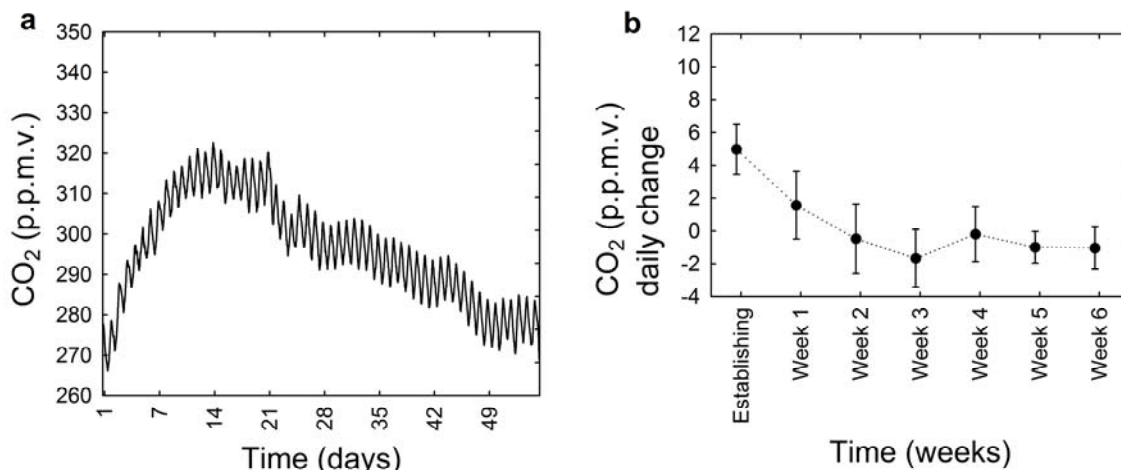 a
350
340
330
320
310
300
290
280
270
260
CO₂ (p.p.m.v.)
1
7
14
21
28
35
42
49
Time (days)
b
12
10
8
6
4
2
0
-2
-4
CO₂ (p.p.m.v.)
daily change
Establishing
Week 1
Week 2
Week 3
Week 4
Week 5
Week 6
Time (weeks)